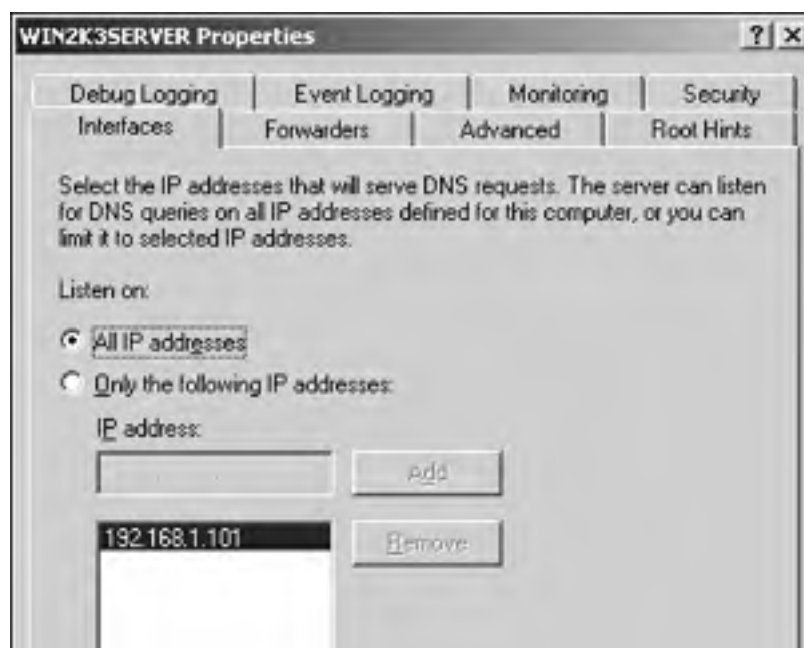 WIN2K3SERVER Properties
Debug Logging Event Logging Monitoring Security
Interfaces Forwarders Advanced Root Hints
Select the IP addresses that will serve DNS requests. The server can listen
for DNS queries on all IP addresses defined for this computer, or you can
limit it to selected IP addresses.
Listen on:
All IP addresses
Only the following IP addresses:
IP address:
Add
192.168.1.101
Remove